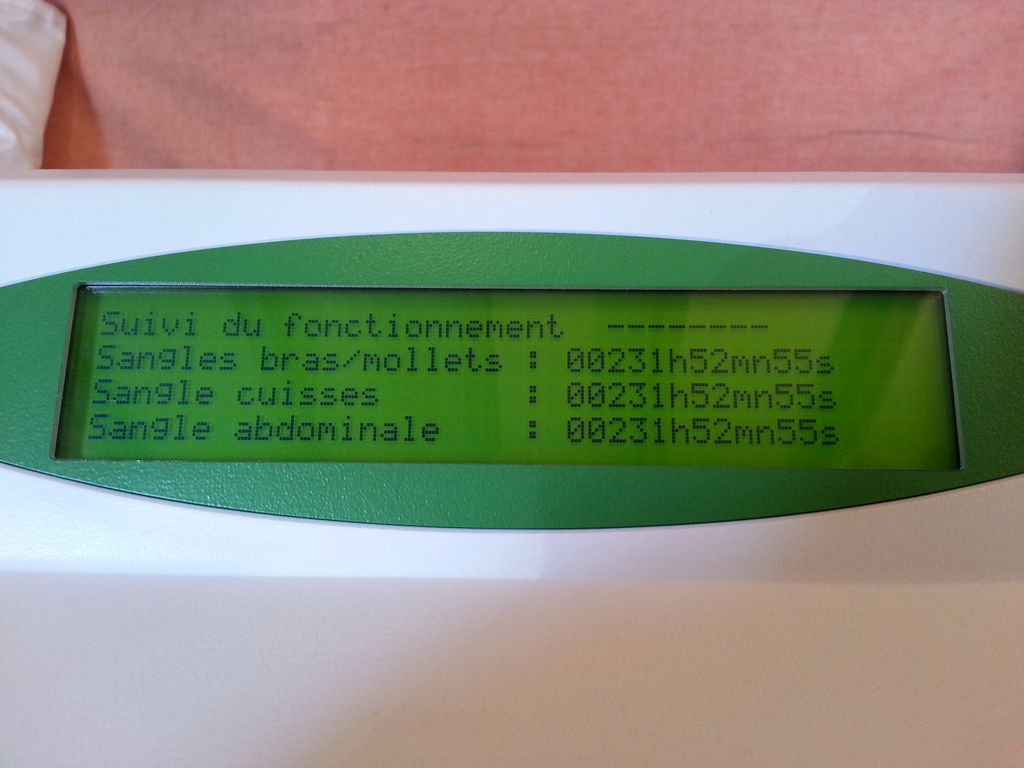 Suivi du fonctionnement --------
Sangles bras/mollets : 00231h52mn55s
Sangle cuisses : 00231h52mn55s
Sangle abdominale : 00231h52mn55s